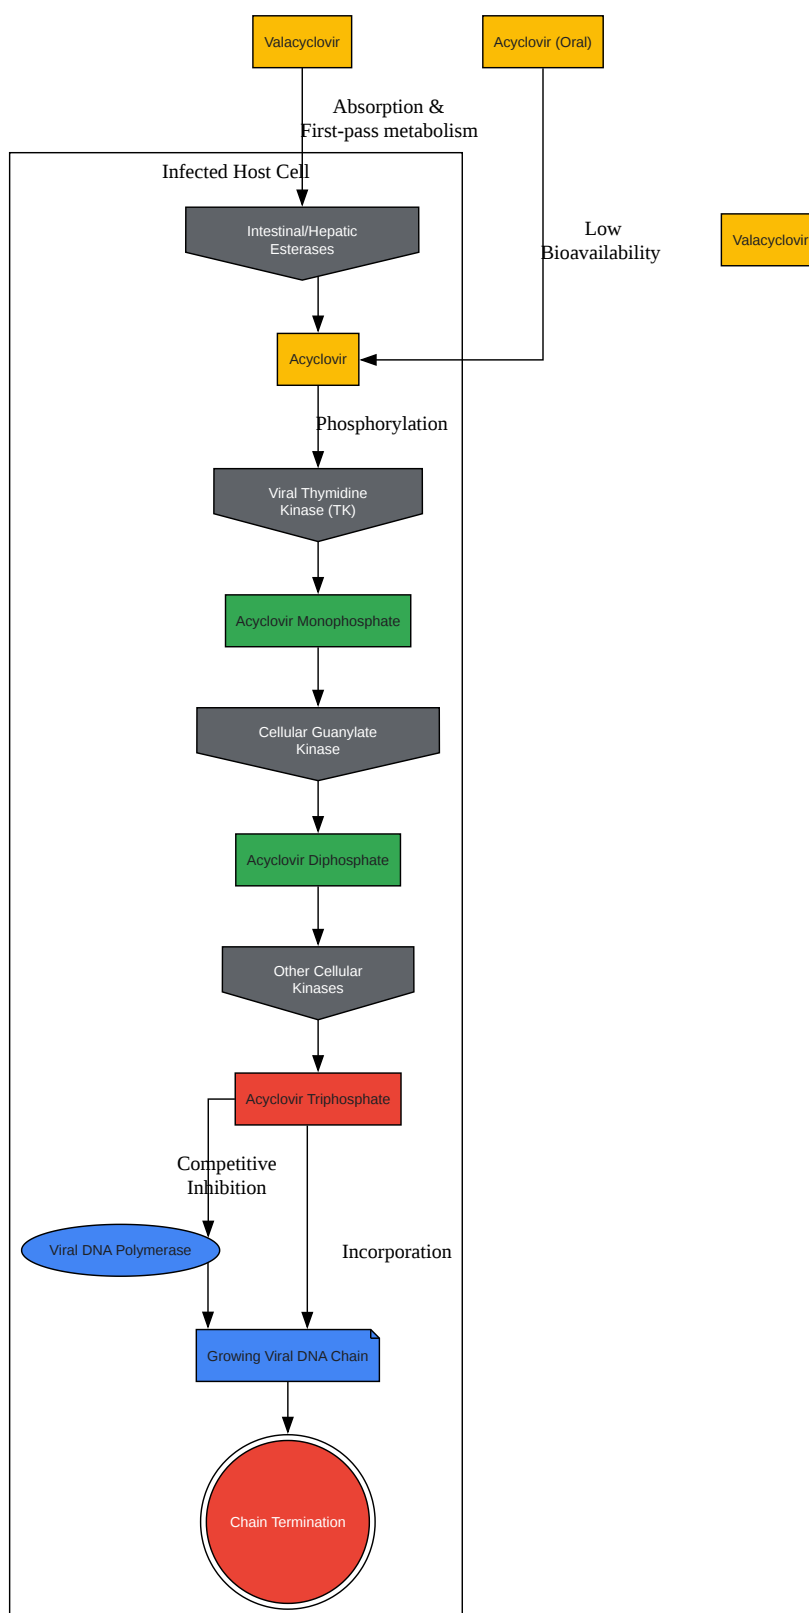 Valacyclovir
Acyclovir (Oral)
Absorption &
First-pass metabolism
Infected Host Cell
Intestinal/Hepatic
Esterases
Low
Bioavailability
Valacyclovir
Acyclovir
Phosphorylation
Viral Thymidine
Kinase (TK)
Acyclovir Monophosphate
Cellular Guanylate
Kinase
Acyclovir Diphosphate
Other Cellular
Kinases
Acyclovir Triphosphate
Competitive
Inhibition
Viral DNA Polymerase
Incorporation
Growing Viral DNA Chain
Chain Termination